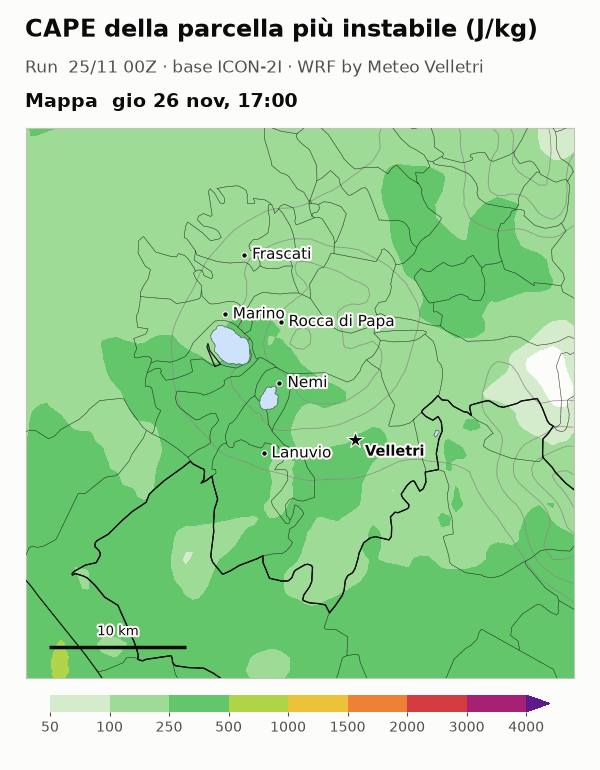 CAPE della parcella più instabile (J/kg)
Run  25/11 00Z · base ICON-2I · WRF by Meteo Velletri
Mappa  gio 26 nov, 17:00
Frascati
Marino
Rocca di Papa
Nemi
Velletri
Lanuvio
10 km
50 100 250 500 1000 1500 2000 3000 4000